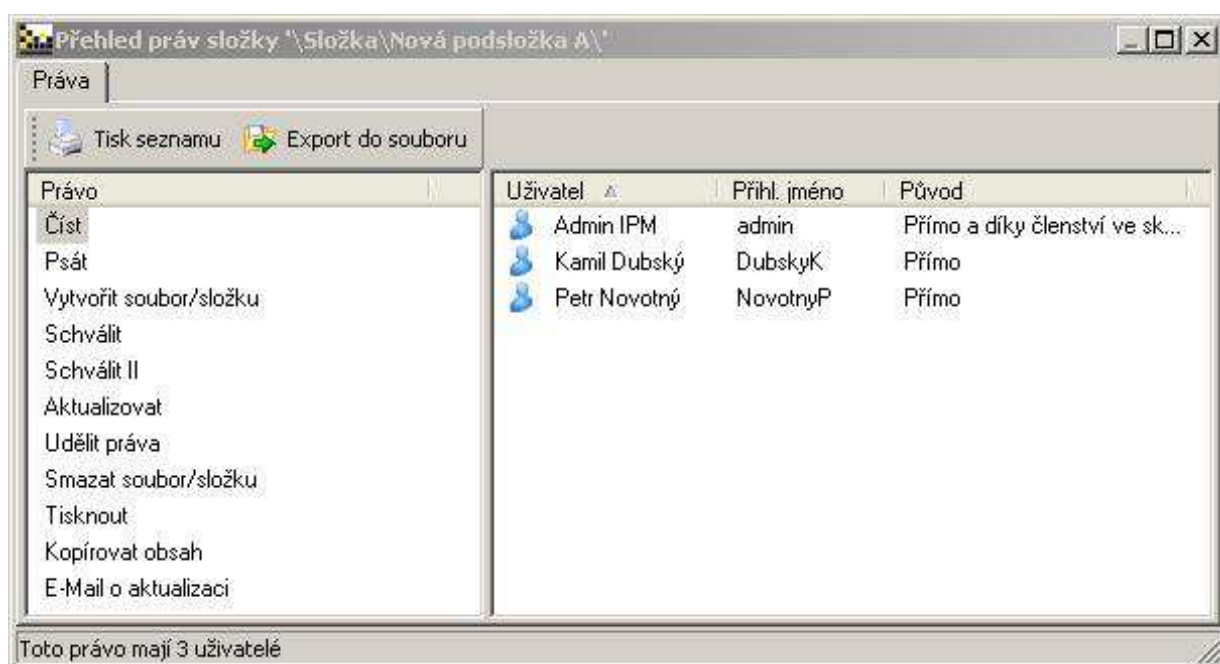 Přehled práv složky '\Složka\Nová podsložka A\'
Práva
Tisk seznamu Export do souboru
Právo
Číst
Psát
Vytvořit soubor/složku
Schválit
Schválit II
Aktualizovat
Udělit práva
Smazat soubor/složku
Tisknout
Kopírovat obsah
E-Mail o aktualizaci
Uživatel Přihl. jméno Původ
Admin IPM admin Přímo a díky členství ve sk...
Kamil Dubský DubskyK Přímo
Petr Novotný NovotnyP Přímo
Toto právo mají 3 uživatelé